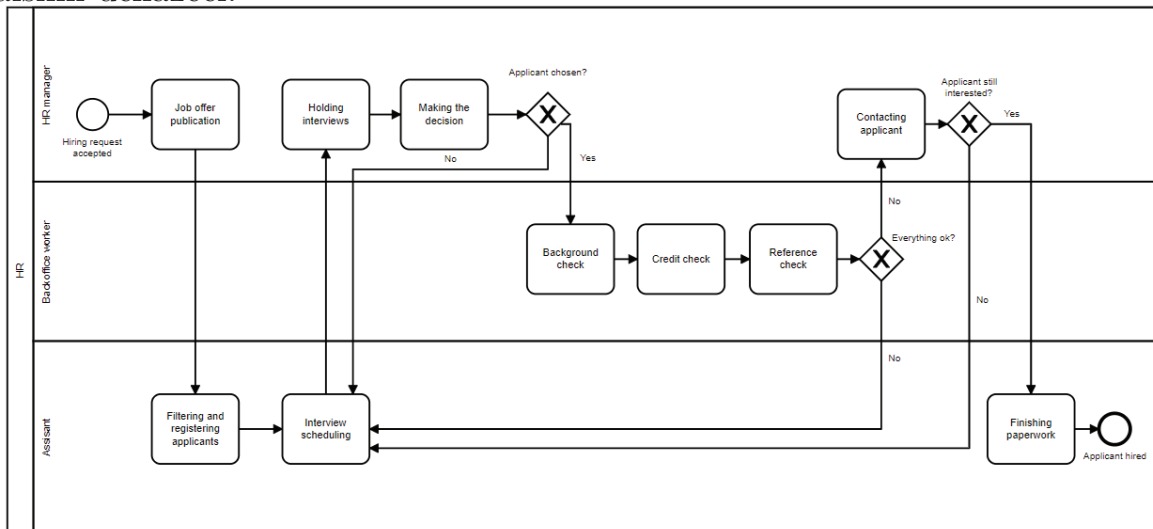 HR
HR manager
Hiring request
accepted
Job offer
publication
Holding
interviews
Making the
decision
Applicant chosen?
No
Yes
Contacting
applicant
Applicant still
interested?
Yes
No
No
Backoffice worker
Background
check
Credit check
Reference
check
Everything ok?
No
Assisant
Filtering and
registering
applicants
Interview
scheduling
Finishing
paperwork
Applicant hired